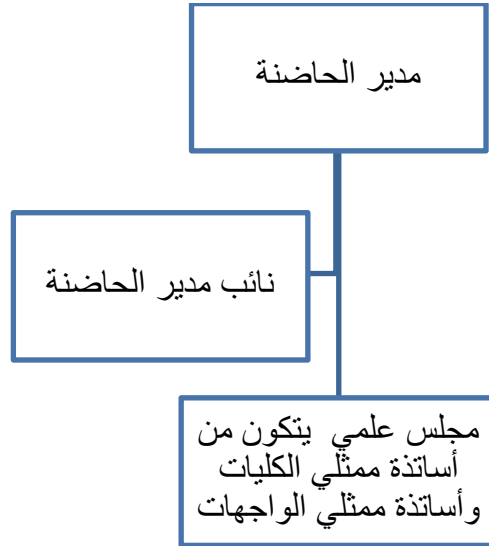 مدير الحاضنة
نائب مدير الحاضنة
مجلس علمي يتكون من
أساتذة ممثلي الكليات
وأساتذة ممثلي الواجهات